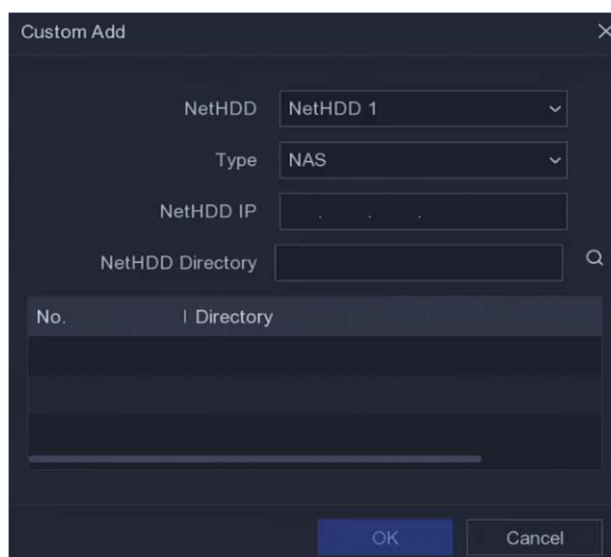 Custom Add
NetHDD NetHDD 1
Type NAS
NetHDD IP . . .
NetHDD Directory
No. Directory
OK Cancel